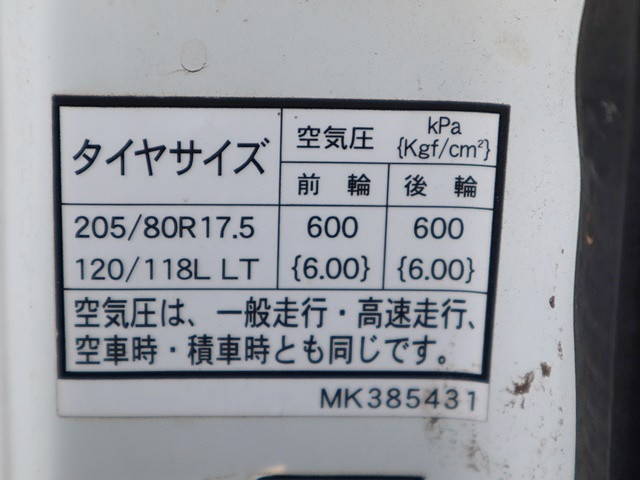 タイヤサイズ 空気圧 kPa {Kgf/cm²}
前輪 後輪
205/80R17.5 600 600
120/118L LT {6.00} {6.00}
空気圧は、一般走行・高速走行、
空車時・積車時とも同じです。
MK385431